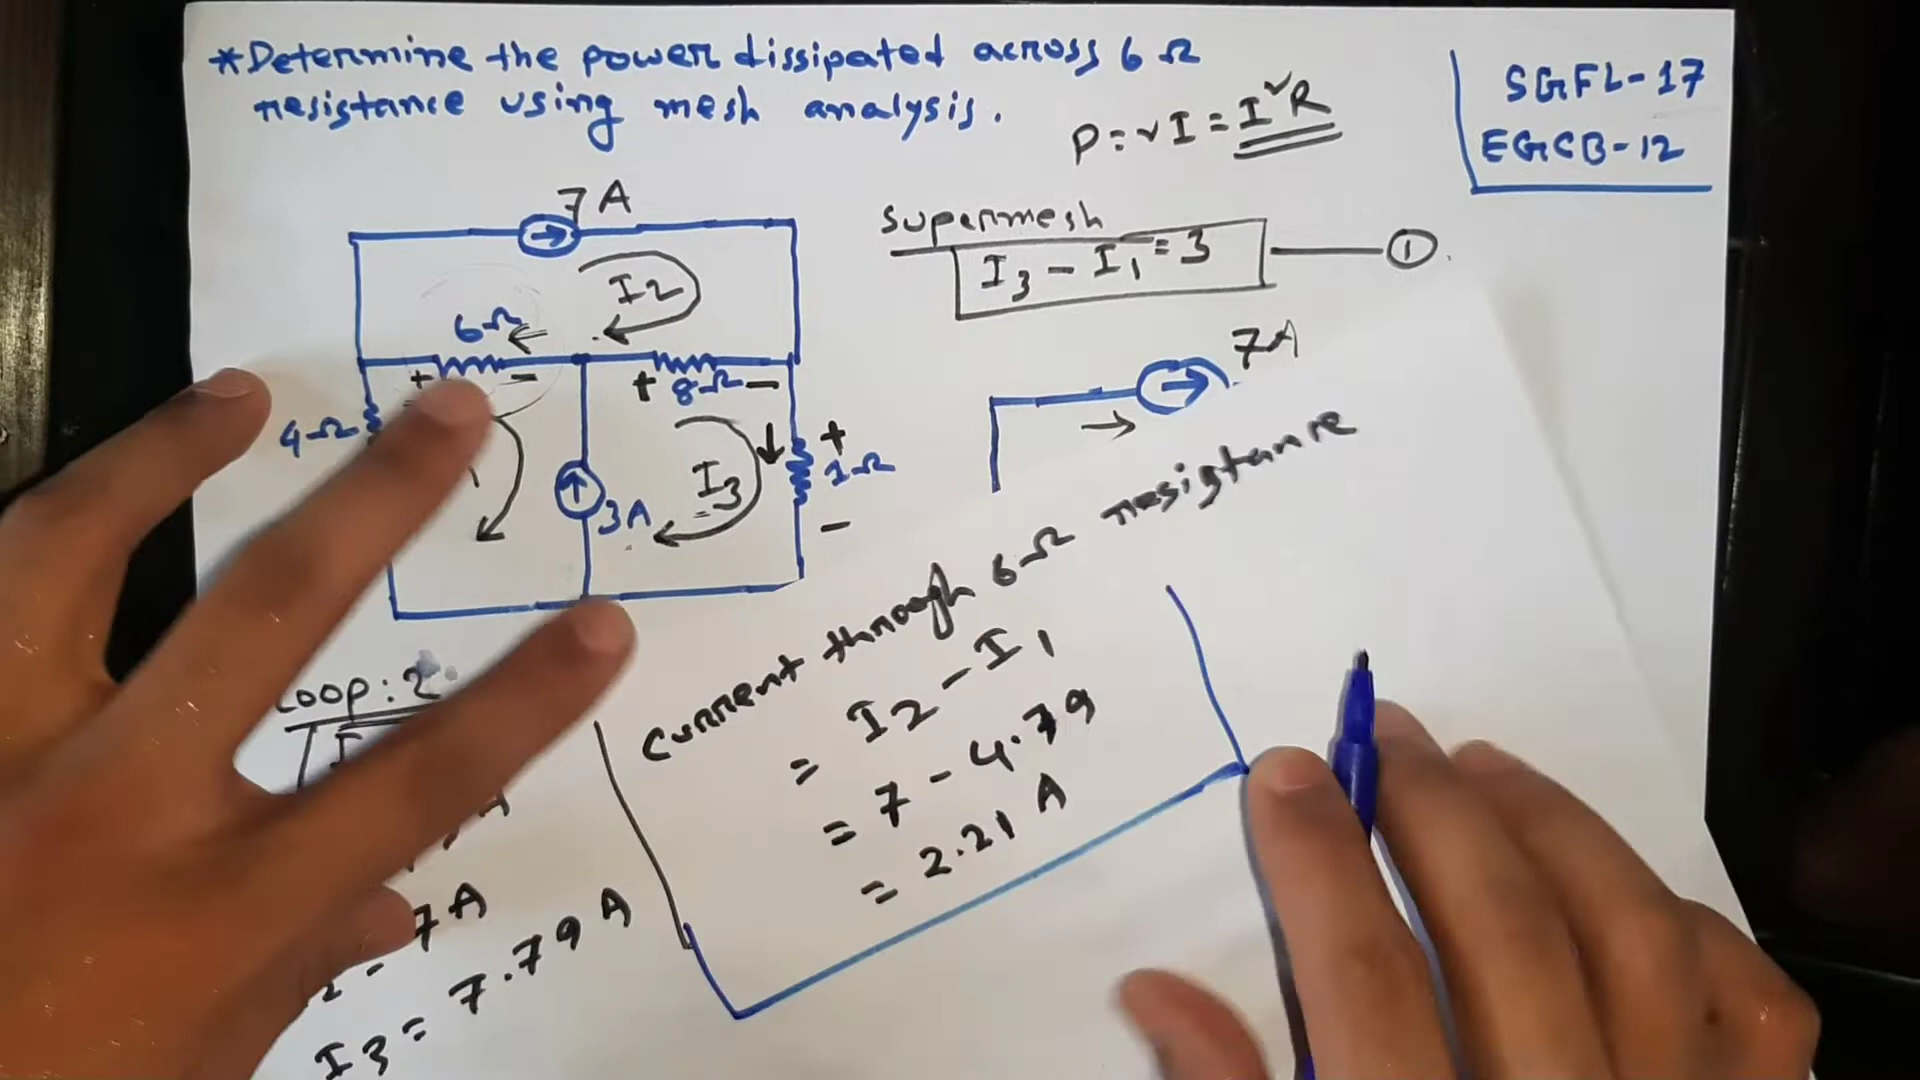 *Determine the power dissipated across 6 Ω
resistance using mesh analysis.
P = vI = I²R
SGFL-17
EGCB-12
7A
I2
6Ω
+ -
+ 8Ω -
4Ω
3A
I3
+
1Ω
-
supermesh
I3 - I1 = 3
①
7A
Current through 6Ω resistance
= I2 - I1
= 7 - 4.79
= 2.21 A
Loop: 2
7A
I3 = 7.79 A